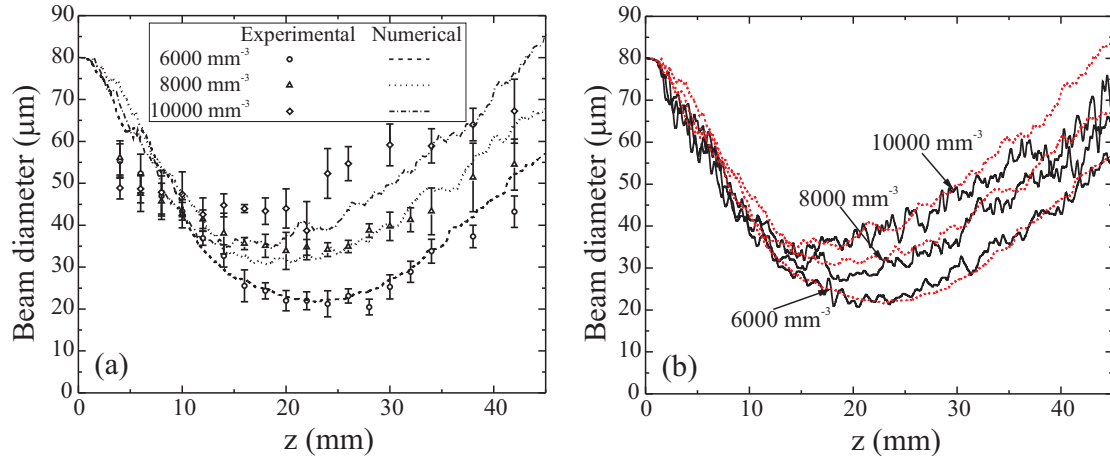 90
80
70
60
50
40
30
20
10
0
Beam diameter (μm)
Experimental Numerical
6000 mm⁻³
8000 mm⁻³
10000 mm⁻³
(a)
0 10 20 30 40
z (mm)
90
80
70
60
50
40
30
20
10
0
Beam diameter (μm)
10000 mm⁻³
8000 mm⁻³
6000 mm⁻³
(b)
0 10 20 30 40
z (mm)